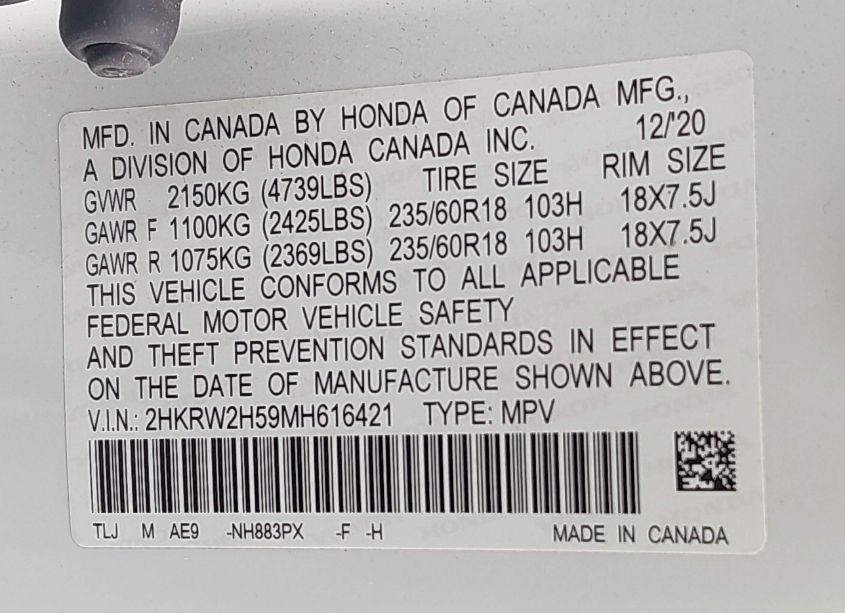 MFD. IN CANADA BY HONDA OF CANADA MFG.,
A DIVISION OF HONDA CANADA INC. 12/'20
GVWR 2150KG (4739LBS) TIRE SIZE RIM SIZE
GAWR F 1100KG (2425LBS) 235/60R18 103H 18X7.5J
GAWR R 1075KG (2369LBS) 235/60R18 103H 18X7.5J
THIS VEHICLE CONFORMS TO ALL APPLICABLE
FEDERAL MOTOR VEHICLE SAFETY
AND THEFT PREVENTION STANDARDS IN EFFECT
ON THE DATE OF MANUFACTURE SHOWN ABOVE.
V.I.N.: 2HKRW2H59MH616421 TYPE: MPV
TLJ M AE9 -NH883PX -F -H MADE IN CANADA